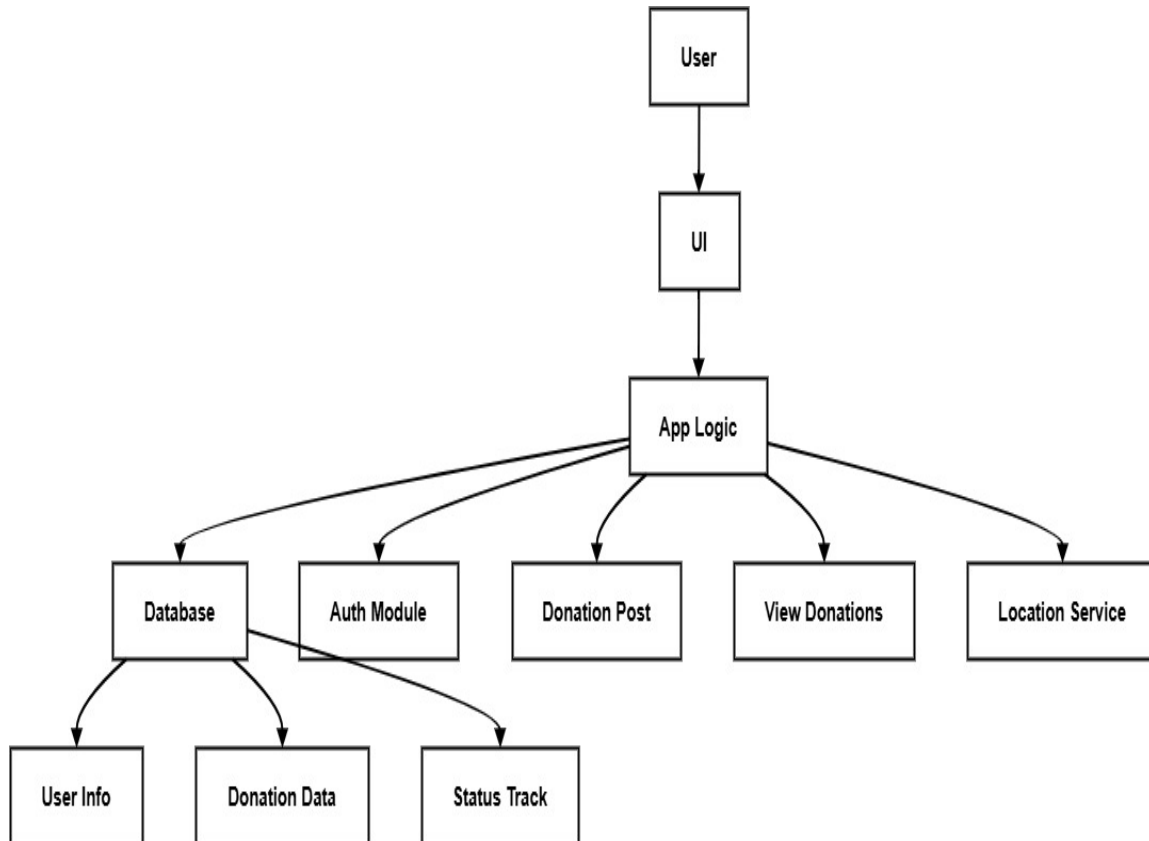 User
UI
App Logic
Database
Auth Module
Donation Post
View Donations
Location Service
User Info
Donation Data
Status Track